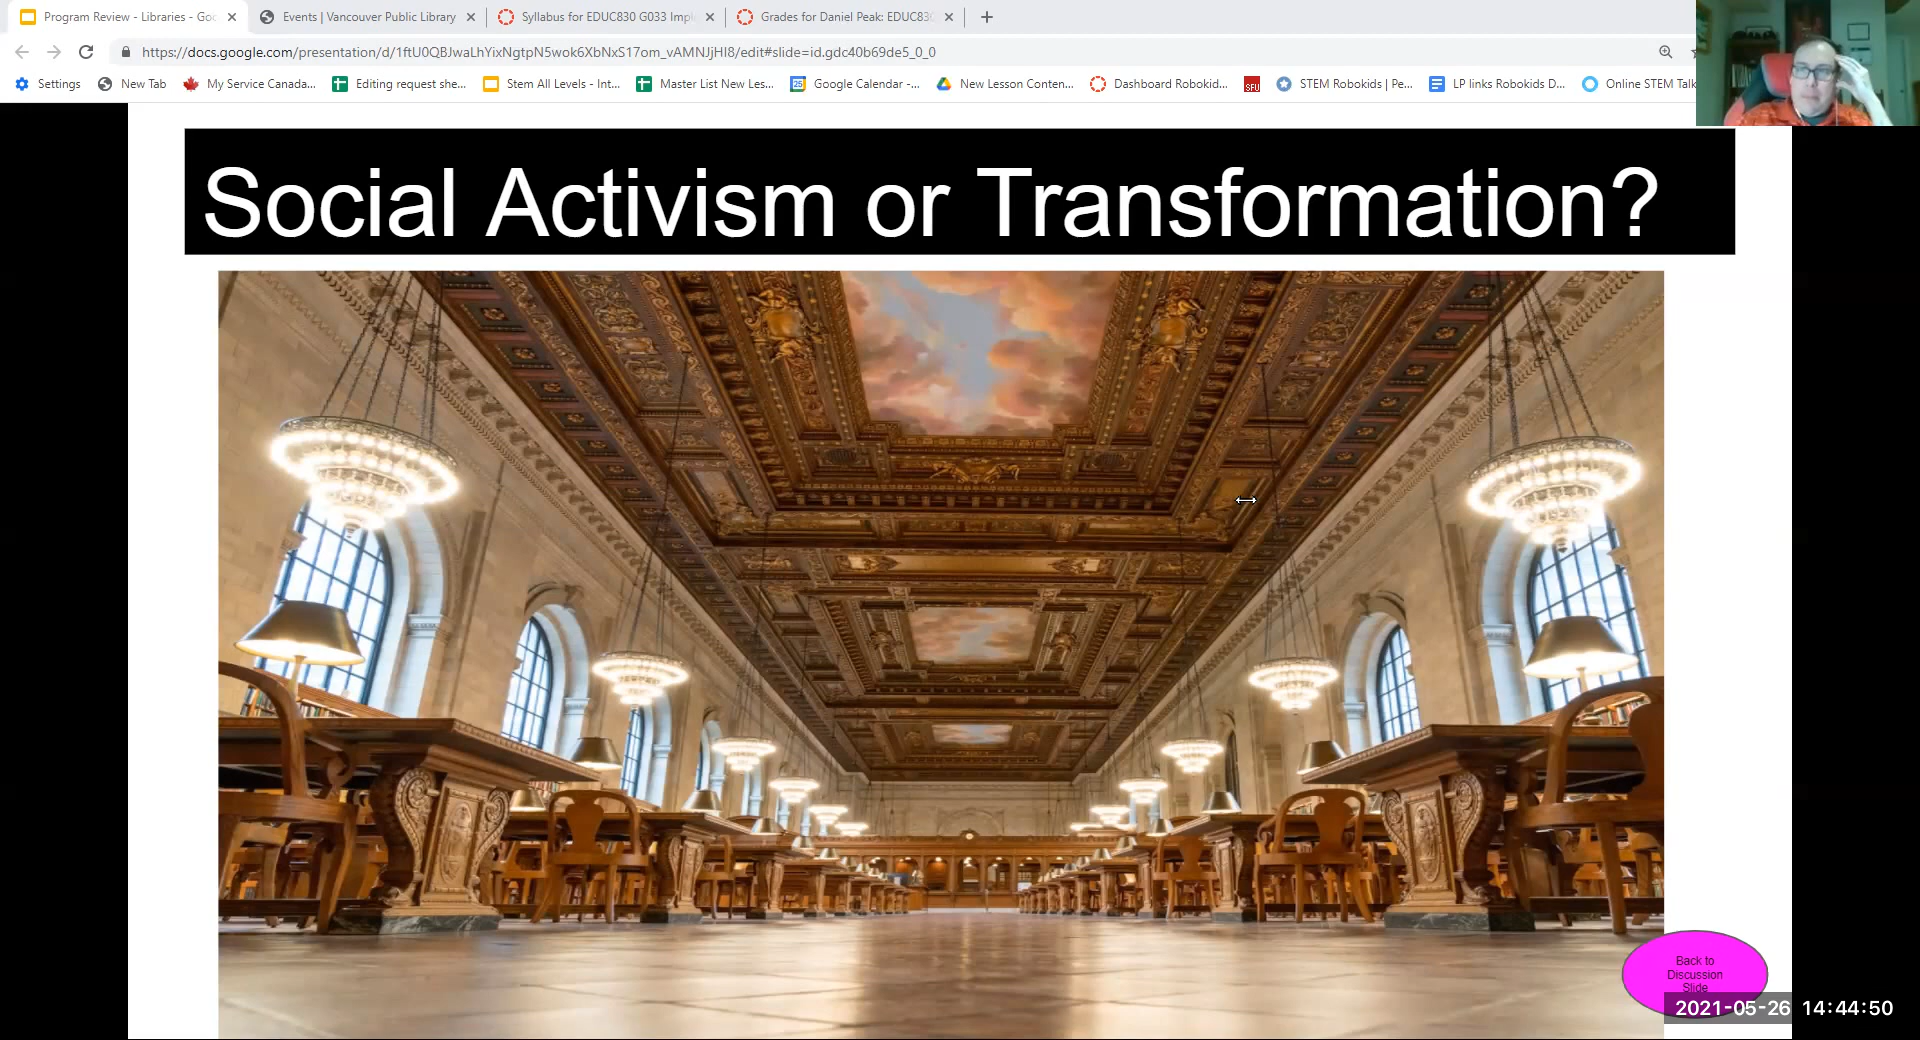 Program Review - Libraries - Goo
Events | Vancouver Public Library
Syllabus for EDUC830 G033 Impl
Grades for Daniel Peak: EDUC830
https://docs.google.com/presentation/d/1ftU0QBJwaLhYixNgtpN5wok6XbNxS17om_vAMNJjHI8/edit#slide=id.gdc40b69de5_0_0
Settings
New Tab
My Service Canada...
Editing request she...
Stem All Levels - Int...
Master List New Les...
25
Google Calendar -...
New Lesson Conten...
Dashboard Robokid...
SFU
STEM Robokids | Pe...
LP links Robokids D...
Online STEM Talk
Social Activism or Transformation?
Back to
Discussion
Slide
2021-05-26 14:44:50